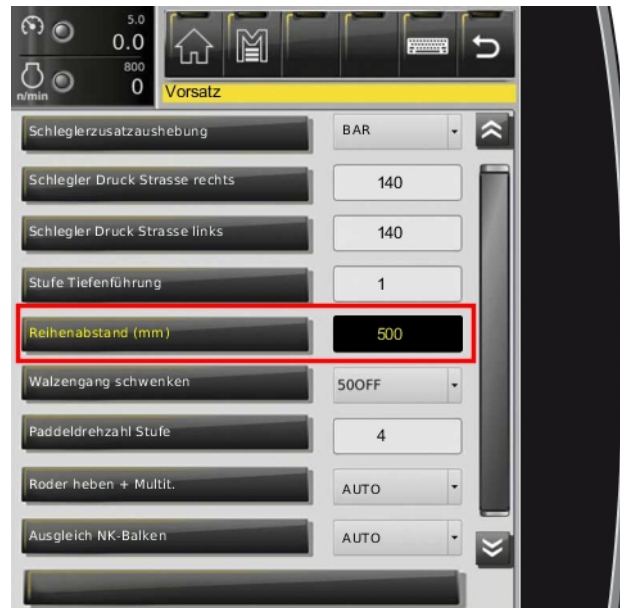 5.0
0.0
800
n/min
0
Vorsatz
Schleglerzusatzaushebung BAR
Schlegler Druck Strasse rechts 140
Schlegler Druck Strasse links 140
Stufe Tiefenführung 1
Reihenabstand (mm) 500
Walzengang schwenken 50OFF
Paddeldrehzahl Stufe 4
Roder heben + Multit. AUTO
Ausgleich NK-Balken AUTO